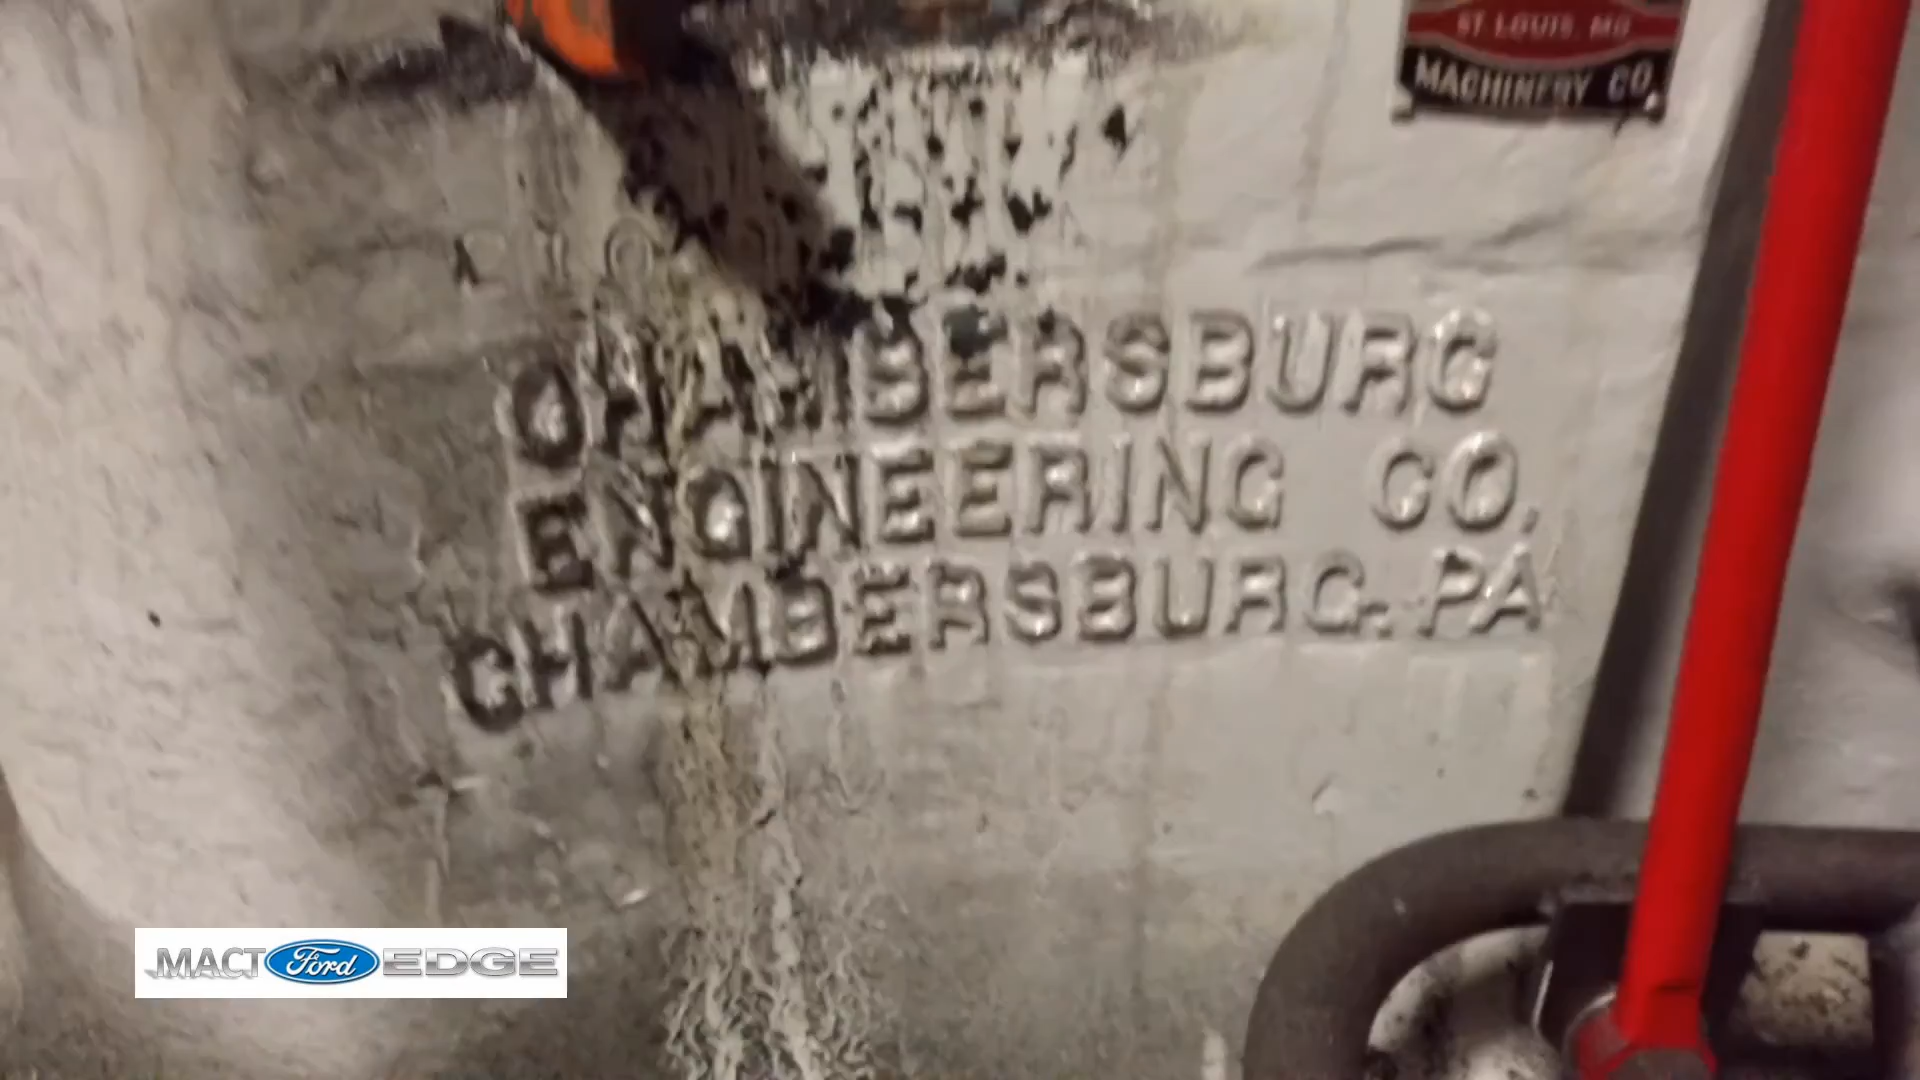 ST LOUIS, MO.
MACHINERY CO.
CHAMBERSBURG
ENGINEERING CO.
CHAMBERSBURG, PA
MACT Ford EDGE